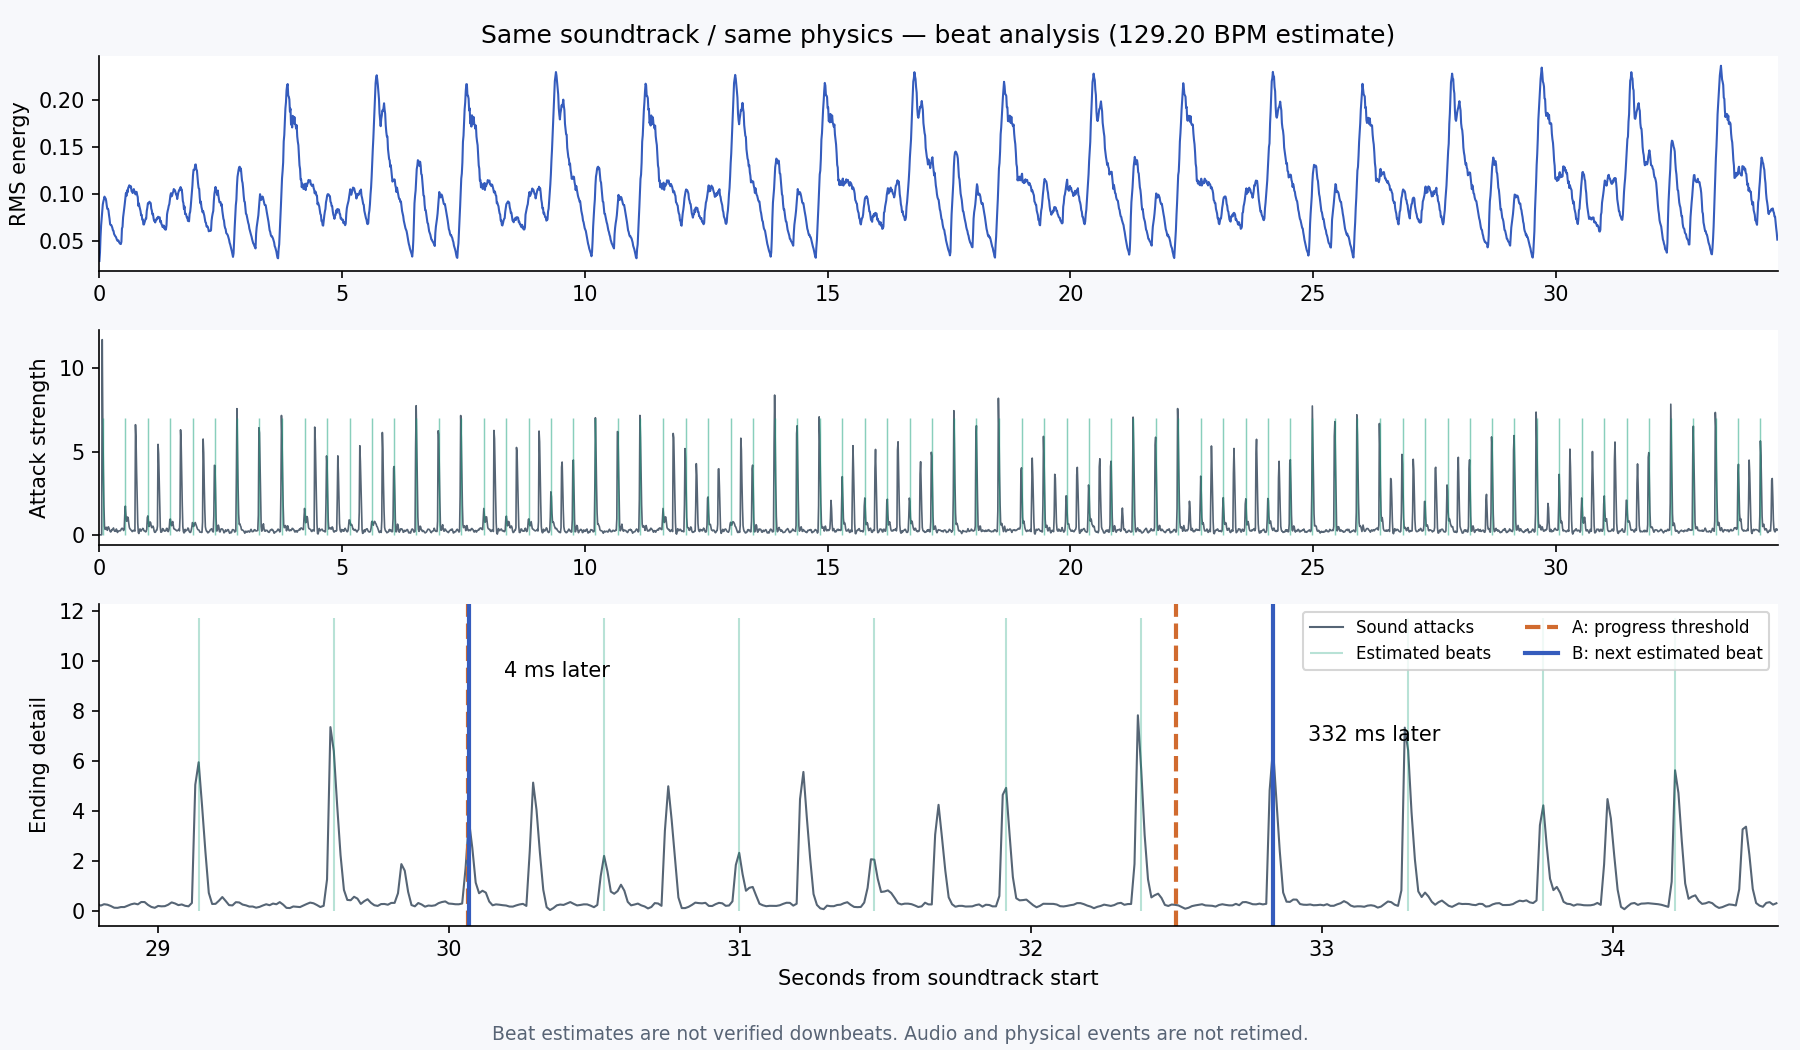 Same soundtrack / same physics — beat analysis (129.20 BPM estimate)
RMS energy
0.20
0.15
0.10
0.05
0 5 10 15 20 25 30
Attack strength
10
5
0
0 5 10 15 20 25 30
Ending detail
12
10
8
6
4
2
0
Sound attacks
Estimated beats
A: progress threshold
B: next estimated beat
4 ms later
332 ms later
29 30 31 32 33 34
Seconds from soundtrack start
Beat estimates are not verified downbeats. Audio and physical events are not retimed.